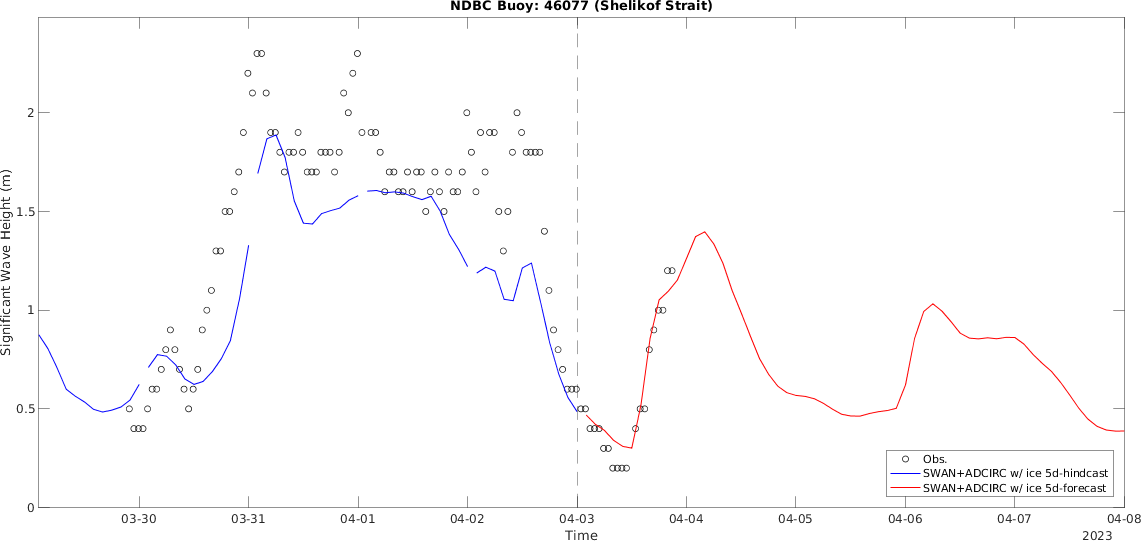 NDBC Buoy: 46077 (Shelikof Strait)
Significant Wave Height (m)
2
1.5
1
0.5
0
Obs.
SWAN+ADCIRC w/ ice 5d-hindcast
SWAN+ADCIRC w/ ice 5d-forecast
03-30 03-31 04-01 04-02 04-03 04-04 04-05 04-06 04-07 04-08
Time
2023